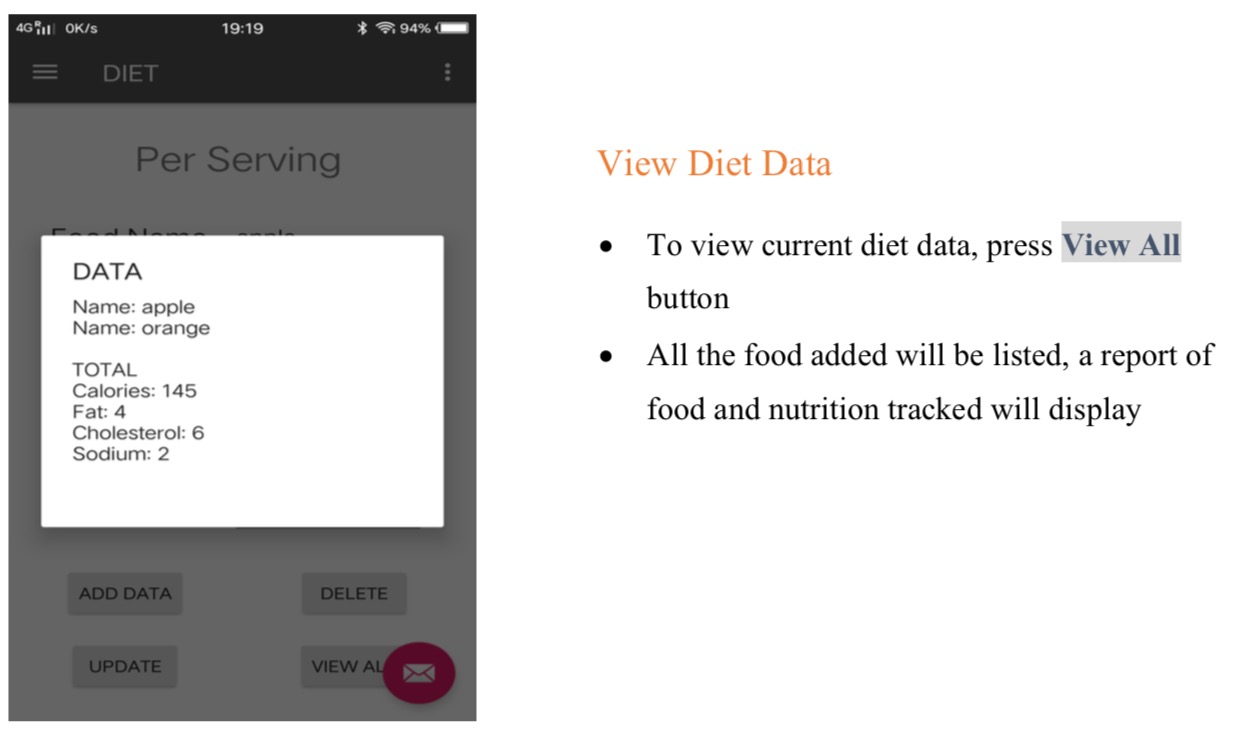 4G R 0K/s 19:19 94%
DIET
Per Serving
Food Name apple
DATA
Name: apple
Name: orange
TOTAL
Calories: 145
Fat: 4
Cholesterol: 6
Sodium: 2
ADD DATA DELETE
UPDATE VIEW AL
View Diet Data
• To view current diet data, press View All
button
• All the food added will be listed, a report of
food and nutrition tracked will display